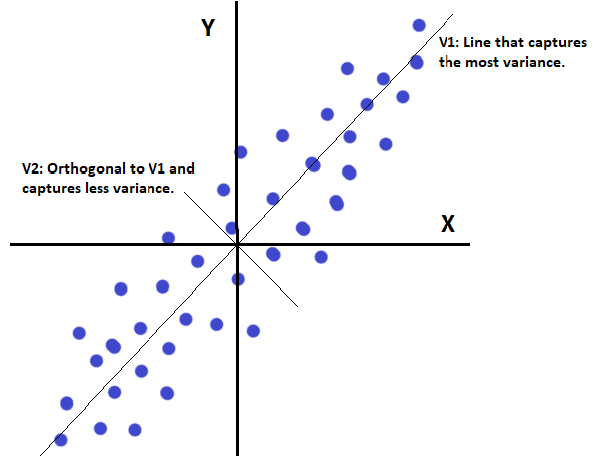 Y
V1: Line that captures
the most variance.
V2: Orthogonal to V1 and
captures less variance.
X